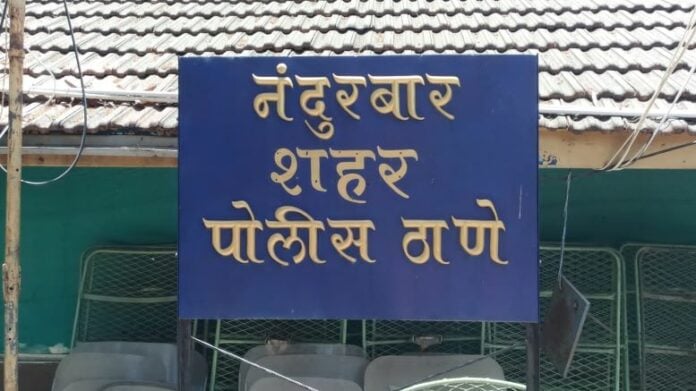 नंदुरबार
शहर
पोलीस ठाणे